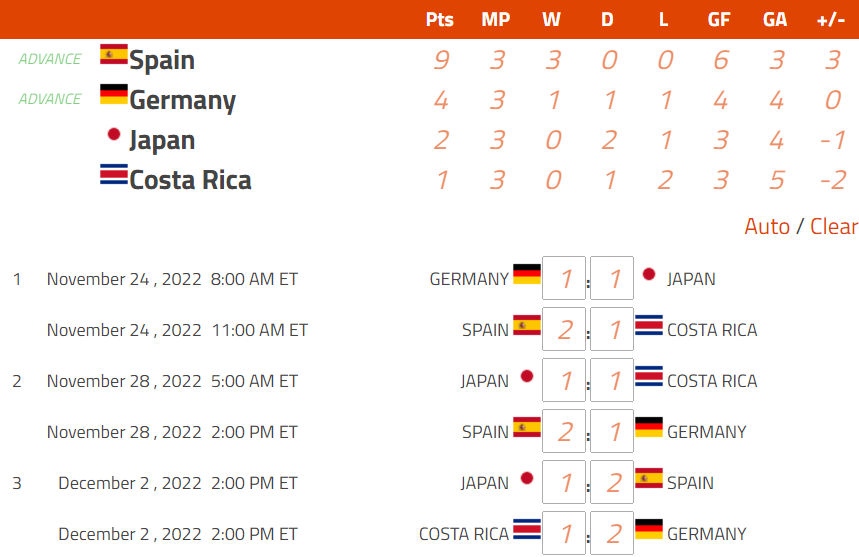 Pts MP W D L GF GA +/-
ADVANCE Spain 9 3 3 0 0 6 3 3
ADVANCE Germany 4 3 1 1 1 4 4 0
Japan 2 3 0 2 1 3 4 -1
Costa Rica 1 3 0 1 2 3 5 -2
Auto / Clear
1 November 24 , 2022 8:00 AM ET GERMANY 1 : 1 JAPAN
November 24 , 2022 11:00 AM ET SPAIN 2 : 1 COSTA RICA
2 November 28 , 2022 5:00 AM ET JAPAN 1 : 1 COSTA RICA
November 28 , 2022 2:00 PM ET SPAIN 2 : 1 GERMANY
3 December 2 , 2022 2:00 PM ET JAPAN 1 : 2 SPAIN
December 2 , 2022 2:00 PM ET COSTA RICA 1 : 2 GERMANY